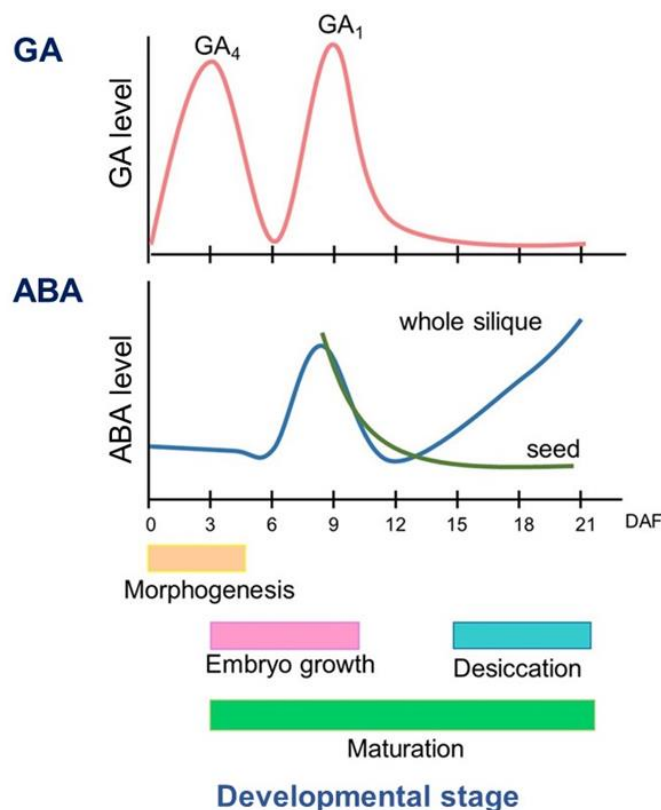 GA
GA level
GA₄
GA₁
ABA
ABA level
whole silique
seed
0 3 6 9 12 15 18 21 DAF
Morphogenesis
Embryo growth
Desiccation
Maturation
Developmental stage